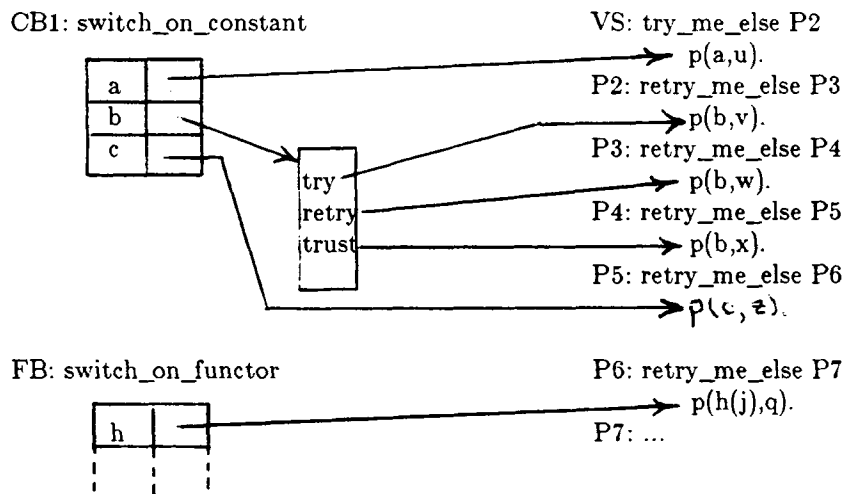 CB1: switch_on_constant
VS: try_me_else P2
a
p(a,u).
P2: retry_me_else P3
b
p(b,v).
c
P3: retry_me_else P4
try
p(b,w).
retry
P4: retry_me_else P5
trust
p(b,x).
P5: retry_me_else P6
p(c,z).
FB: switch_on_functor
P6: retry_me_else P7
h
p(h(j),q).
P7: ...